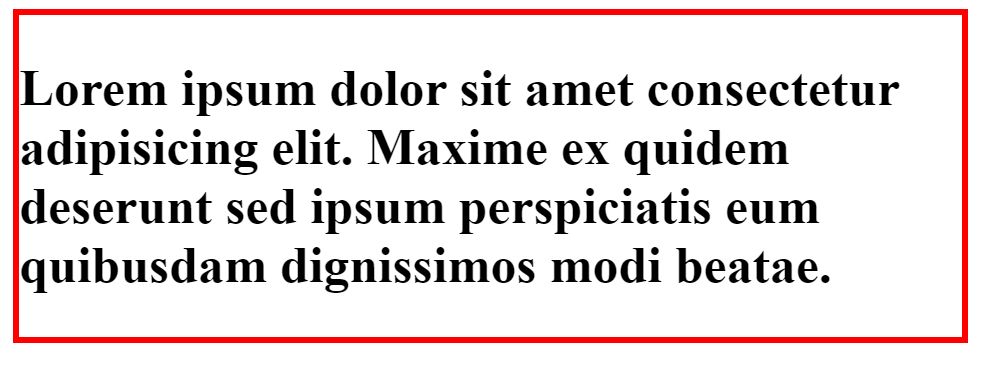 Lorem ipsum dolor sit amet consectetur
adipisicing elit. Maxime ex quidem
deserunt sed ipsum perspiciatis eum
quibusdam dignissimos modi beatae.